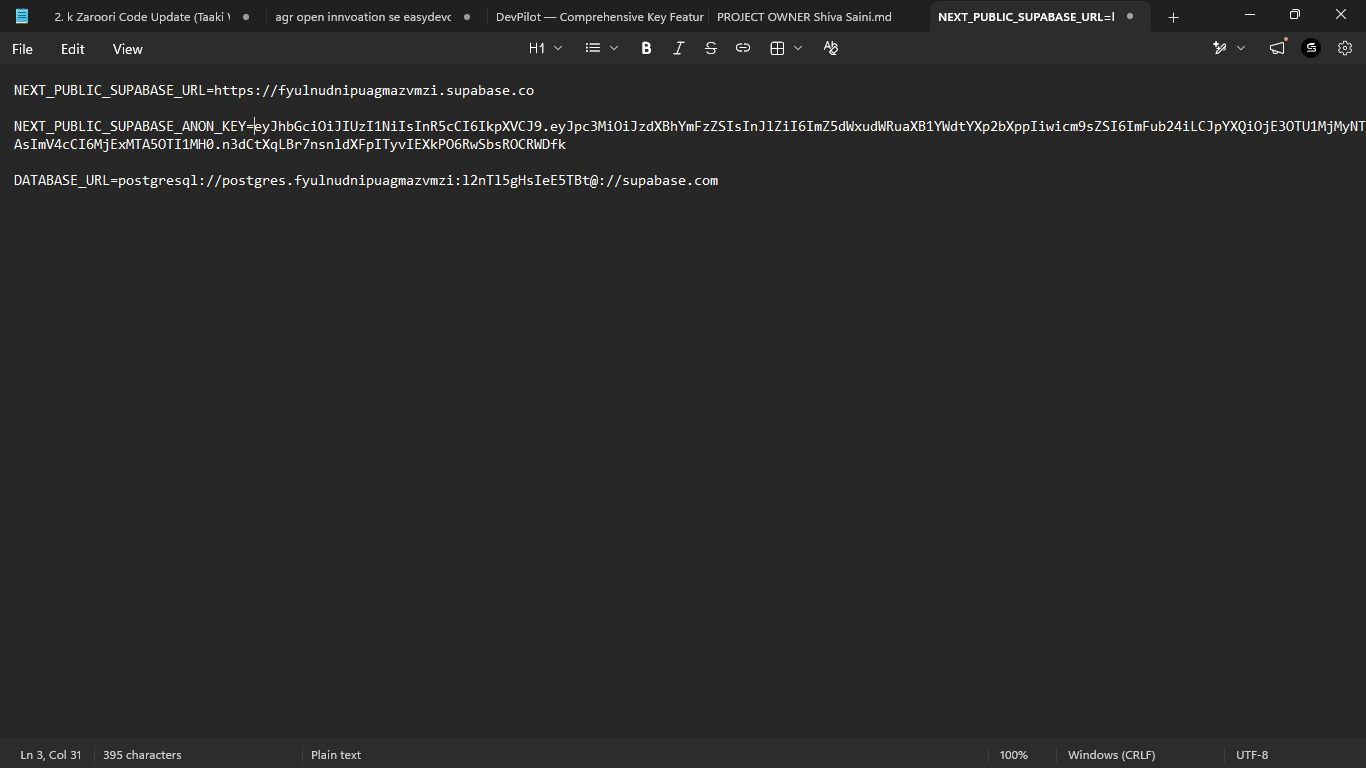 2. k Zaroori Code Update (Taaki
agr open innvoation se easydevc
DevPilot — Comprehensive Key Featur
PROJECT OWNER Shiva Saini.md
NEXT_PUBLIC_SUPABASE_URL=
File Edit View
H1
NEXT_PUBLIC_SUPABASE_URL=https://fyulnudnipuagmazvmzi.supabase.co
NEXT_PUBLIC_SUPABASE_ANON_KEY=eyJhbGciOiJIUzI1NiIsInR5cCI6IkpXVCJ9.eyJpc3MiOiJzdXBhYmFzZSIsInJlZiI6ImZ5dWxudWRuaXB1YWdtYXp2bXppIiwicm9sZSI6ImFub24iLCJpYXQiOjE3OTU1MjMyNT
AsImV4cCI6MjExMTA5OTI1MH0.n3dCtXqLBr7nsnldXFpITyvIEXkPO6RwSbsROCRWDfk
DATABASE_URL=postgresql://postgres.fyulnudnipuagmazvmzi:l2nTl5gHsIeE5TBt@://supabase.com
Ln 3, Col 31
395 characters
Plain text
100%
Windows (CRLF)
UTF-8